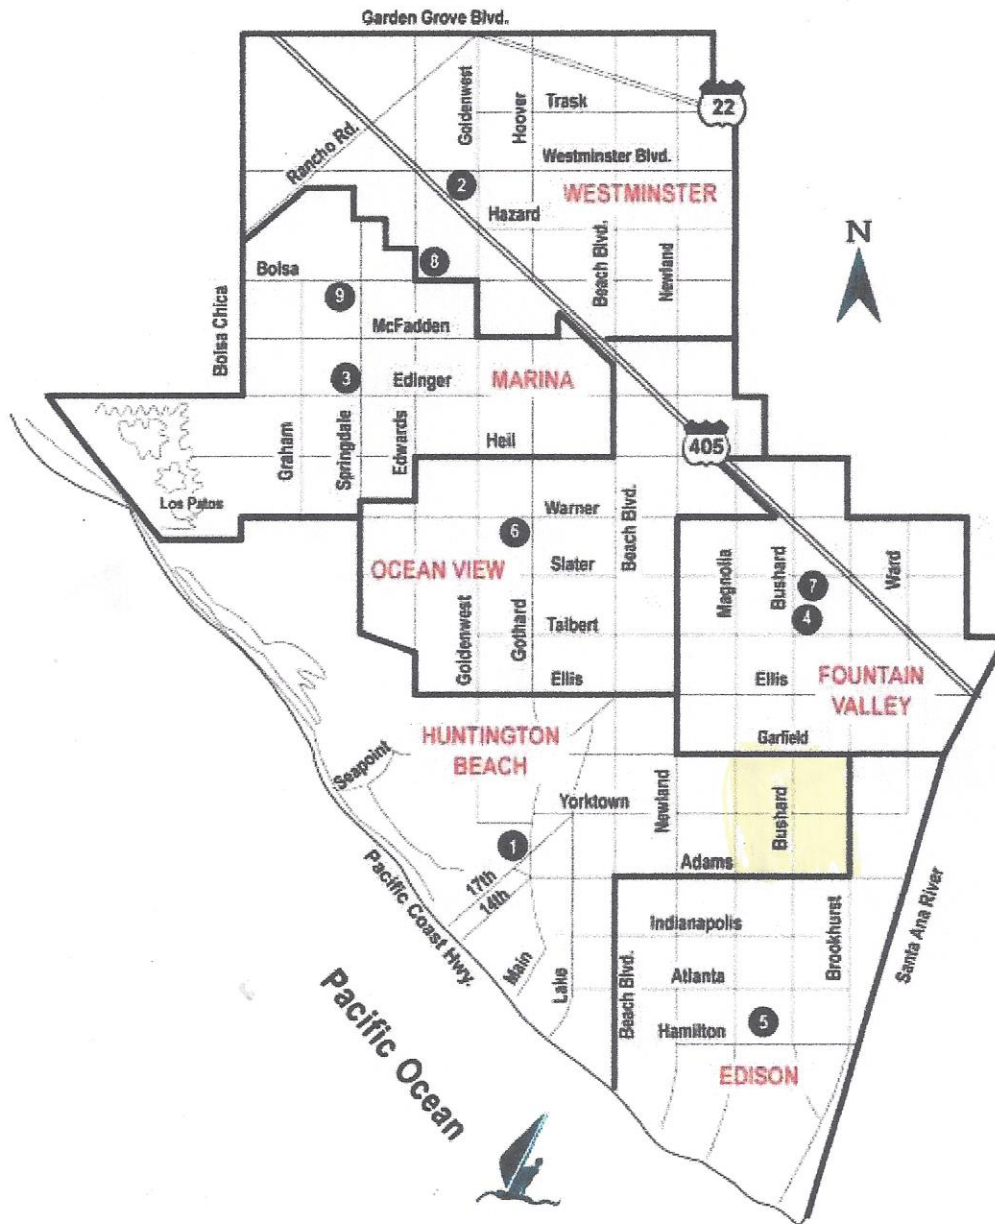 Garden Grove Blvd.
Goldenwest
Hoover
Trask
22
Rancho Rd.
Westminster Blvd.
2
WESTMINSTER
Hazard
Beach Blvd.
Newland
N
8
Bolsa
9
Bolsa Chica
McFadden
3
Edinger
MARINA
Graham
Springdale
Edwards
Heil
405
Los Patos
Warner
6
Beach Blvd.
OCEAN VIEW
Slater
Magnolia
Bushard
7
Ward
4
Goldenwest
Gothard
Talbert
Ellis
Ellis
FOUNTAIN
VALLEY
HUNTINGTON
BEACH
Garfield
Seapoint
Yorktown
Newland
Bushard
1
Adams
17th
14th
Pacific Coast Hwy.
Indianapolis
Brookhurst
Santa Ana River
Main
Lake
Beach Blvd.
Atlanta
Hamilton
5
Pacific Ocean
EDISON